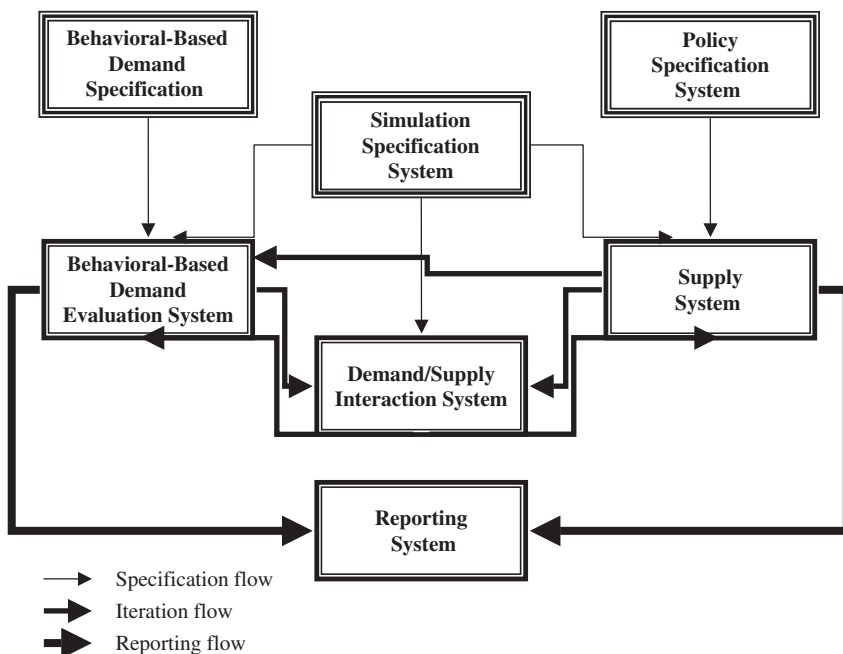 Behavioral-Based
Demand
Specification
Policy
Specification
System
Simulation
Specification
System
Behavioral-Based
Demand
Evaluation System
Supply
System
Demand/Supply
Interaction System
Reporting
System
Specification flow
Iteration flow
Reporting flow